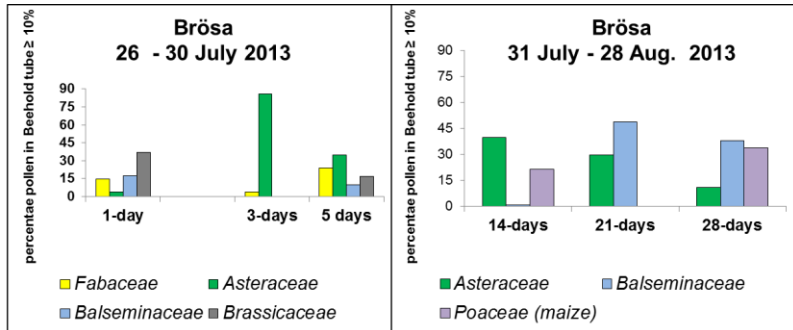 Brösa
26 - 30 July 2013
percentae pollen in Beehold tube ≥ 10%
90
75
60
45
30
15
0
1-day 3-days 5 days
Fabaceae Asteraceae
Balseminaceae Brassicaceae
Brösa
31 July - 28 Aug. 2013
percentae pollen in Beehold tube ≥ 10%
90
75
60
45
30
15
0
14-days 21-days 28-days
Asteraceae Balseminaceae
Poaceae (maize)